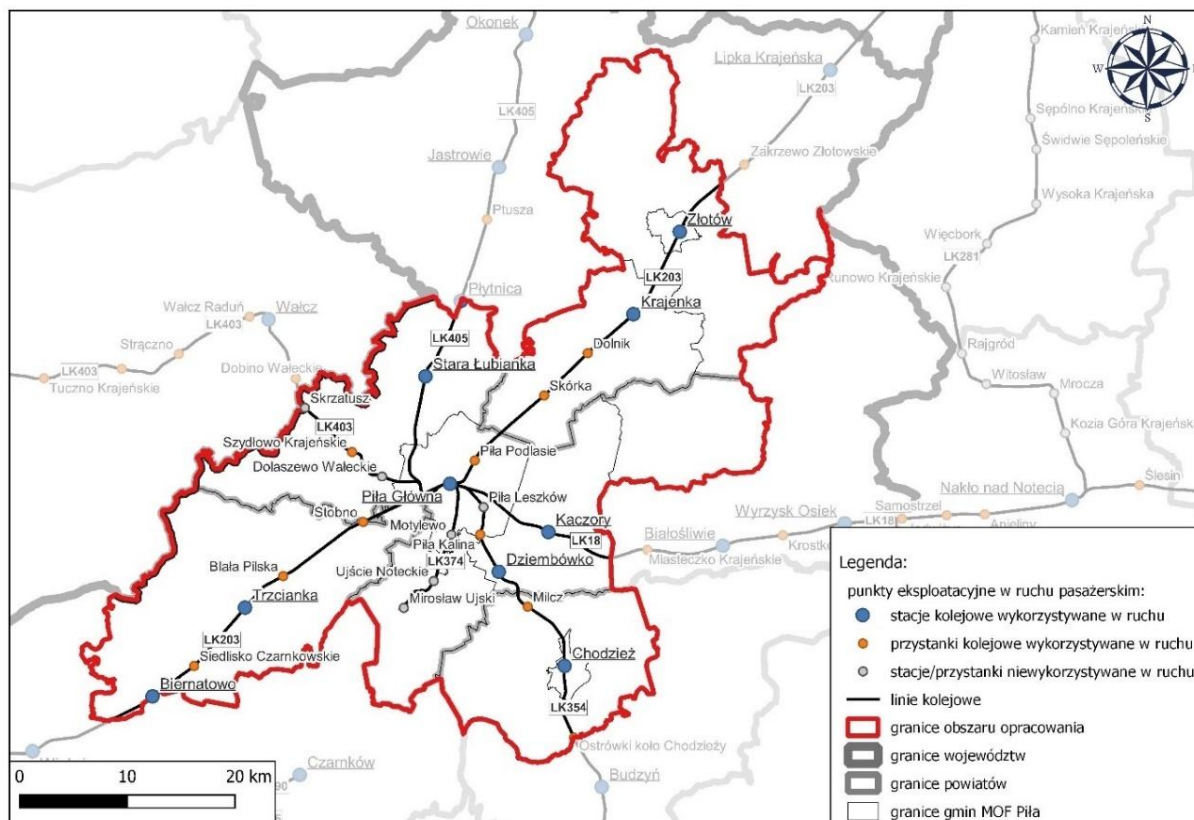 Okonek
Kamień Krajeński
Lipka Krajeńska
LK203
N
W
S
LK405
Sępolno Krajeńskie
Świdwie Sępoleńskie
Jastrowie
Zakrzewo Złotowskie
Wysoka Krajeńska
Ptusza
Złotów
Więcbork
LK281
LK203
Runowo Krajeńskie
Płytnica
Wałcz Raduń
Wałcz
LK403
Krajenka
LK405
Strączno
Dolnik
Rajgród
LK403
Stara Łubianka
Dobino Wałeckie
Tuczno Krajeńskie
Skórka
Witosław
Mrocza
Skrzatusz
LK403
Kozia Góra Krajeńska
Szydłowo Krajeńskie
Piła Podlasie
Dolaszewo Wałeckie
Ślesin
Piła Główna
Piła Leszków
Nakło nad Notecią
Samostrzel
Stobno
Motylewo
Kaczory
Wyrzysk Osiek
LK18
Anieliny
Piła Kalina
LK18
Białośliwie
Krostk
LK374
Dziembówko
Miasteczko Krajeńskie
Biała Pilska
Ujście Noteckie
Mirosław Ujski
Milcz
Trzcianka
LK203
Siedlisko Czarnkowskie
Chodzież
Biernatowo
LK354
Ostrówki koło Chodzieży
Czarnków
90
Budzyń
0 10 20 km
Legenda:
punkty eksploatacyjne w ruchu pasażerskim:
stacje kolejowe wykorzystywane w ruchu
przystanki kolejowe wykorzystywane w ruchu
stacje/przystanki niewykorzystywane w ruchu
linie kolejowe
granice obszaru opracowania
granice województw
granice powiatów
granice gmin MOF Piła